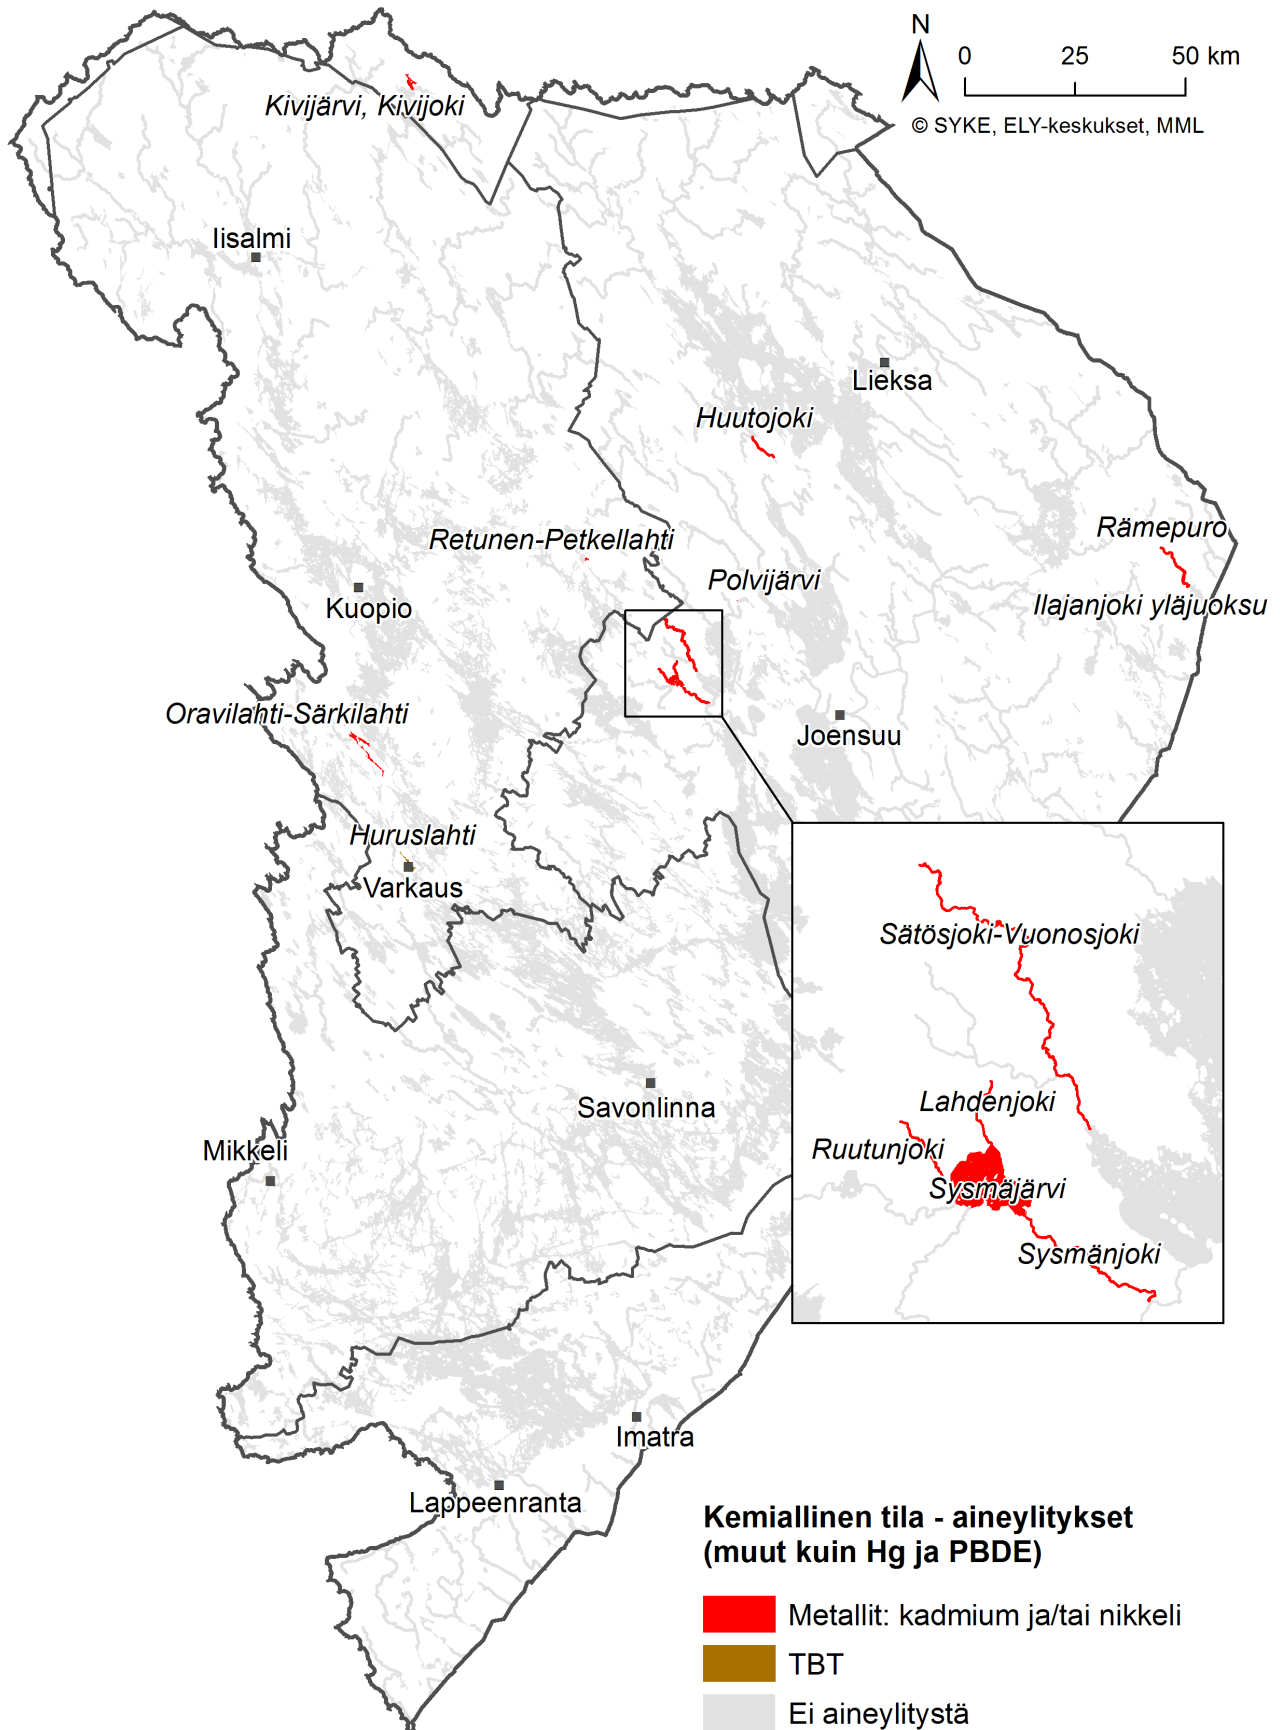 N
0 25 50 km
© SYKE, ELY-keskukset, MML
Kivijärvi, Kivijoki
Iisalmi
Lieksa
Huutojoki
Rämepuro
Retunen-Petkellahti
Polvijärvi
Kuopio
Ilajanjoki yläjuoksu
Oravilahti-Särkilahti
Joensuu
Huruslahti
Varkaus
Sätösjoki-Vuonosjoki
Lahdenjoki
Savonlinna
Mikkeli
Ruutunjoki
Sysmäjärvi
Sysmänjoki
Imatra
Lappeenranta
Kemiallinen tila - aineylitykset
(muut kuin Hg ja PBDE)
Metallit: kadmium ja/tai nikkeli
TBT
Ei aineylitystä